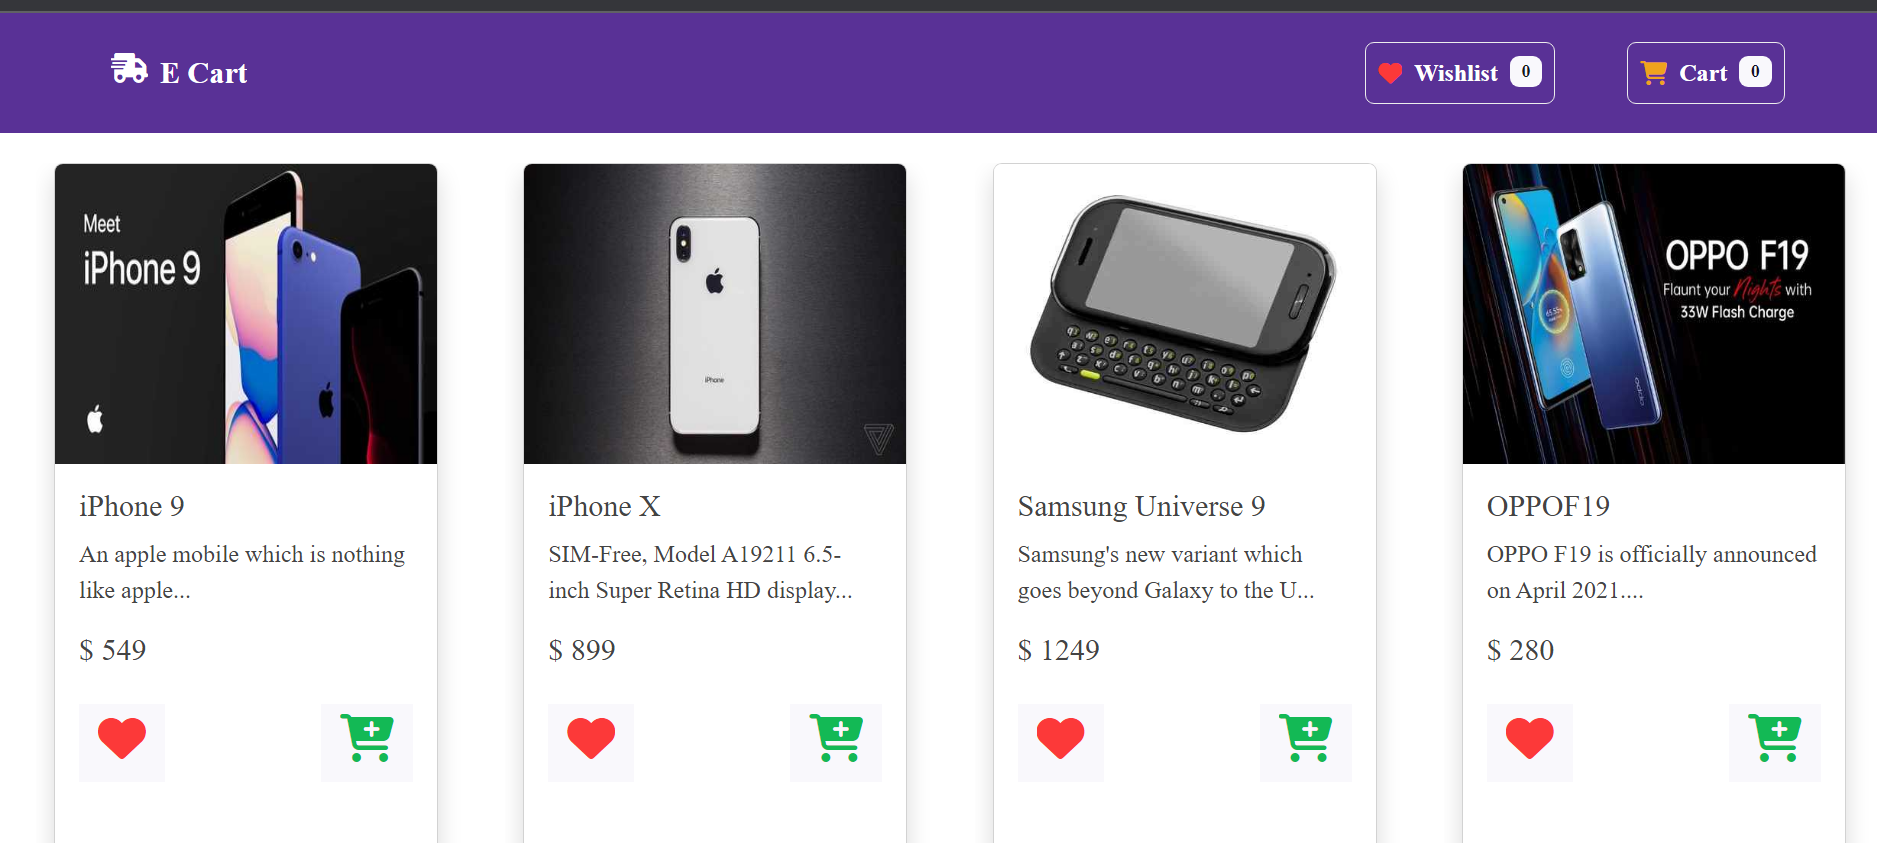 E Cart
Wishlist 0
Cart 0
Meet
iPhone 9
iPhone
OPPO F19
Flaunt your Nights with
33W Flash Charge
oppo
iPhone 9
An apple mobile which is nothing
like apple...
$ 549
iPhone X
SIM-Free, Model A19211 6.5-
inch Super Retina HD display...
$ 899
Samsung Universe 9
Samsung's new variant which
goes beyond Galaxy to the U...
$ 1249
OPPOF19
OPPO F19 is officially announced
on April 2021....
$ 280